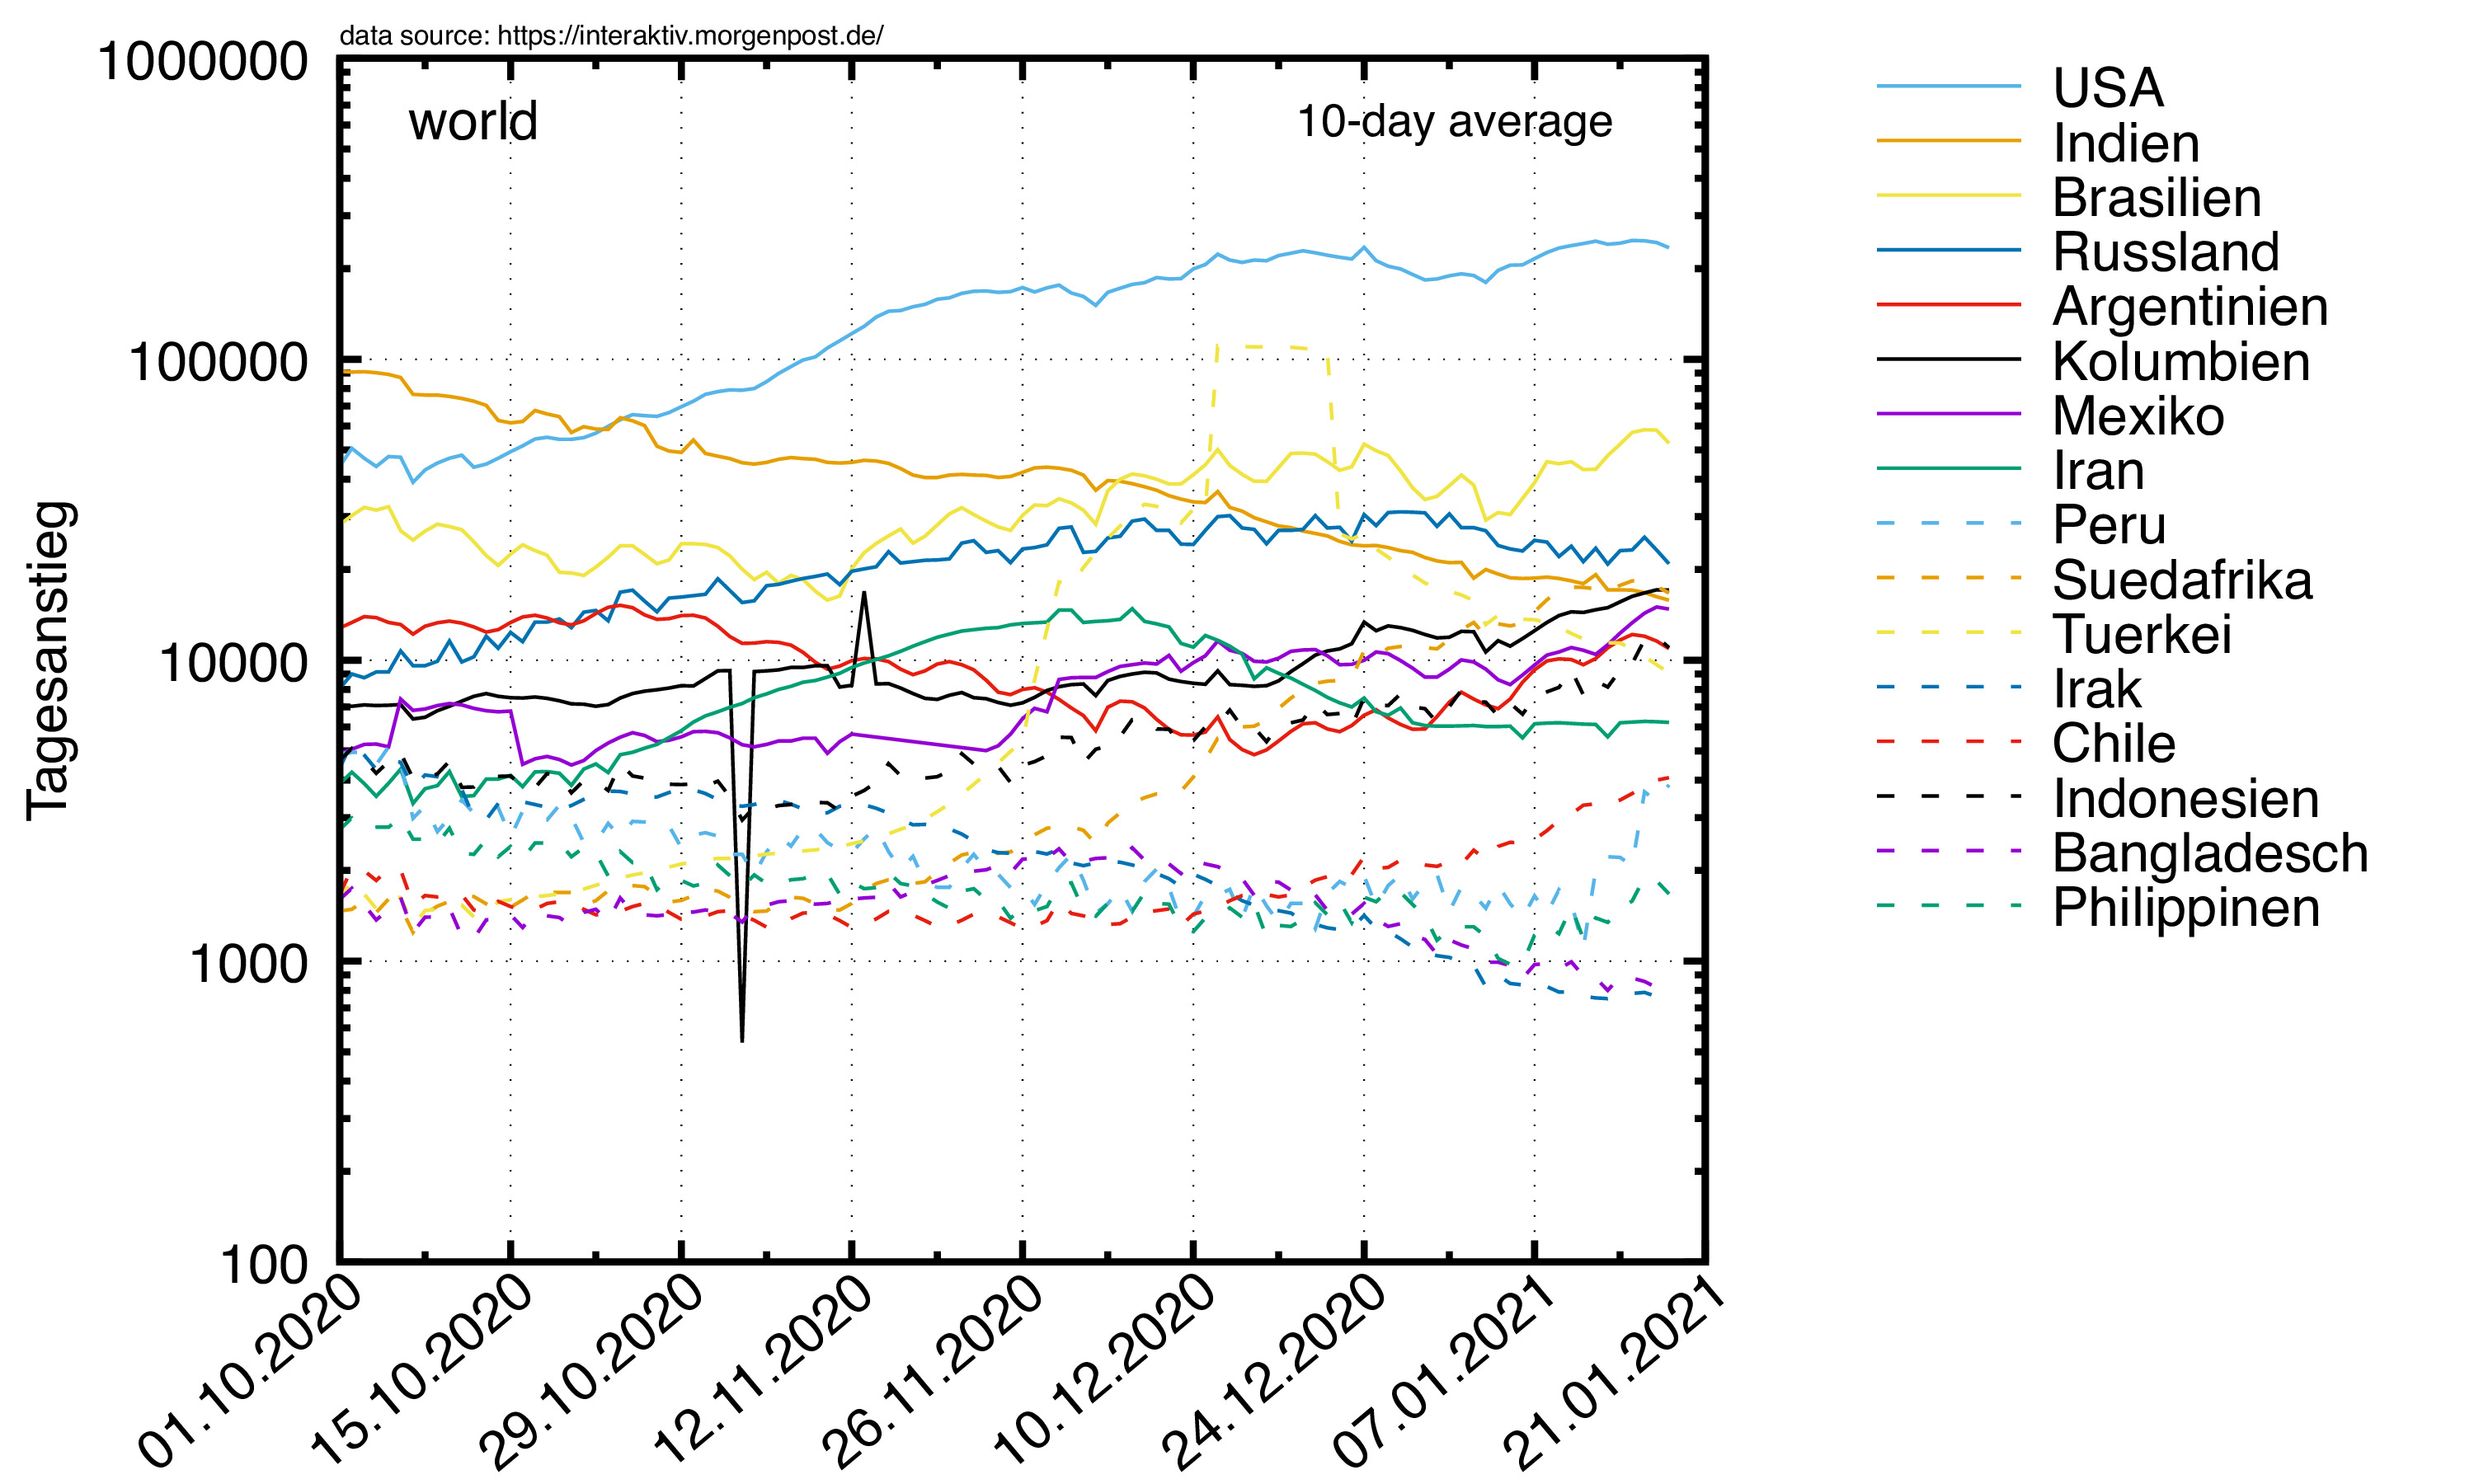 data source: https://interaktiv.morgenpost.de/
world
10-day average
Tagesanstieg
1000000
100000
10000
1000
100
01.10.2020
15.10.2020
29.10.2020
12.11.2020
26.11.2020
10.12.2020
24.12.2020
07.01.2021
21.01.2021
USA
Indien
Brasilien
Russland
Argentinien
Kolumbien
Mexiko
Iran
Peru
Suedafrika
Tuerkei
Irak
Chile
Indonesien
Bangladesch
Philippinen